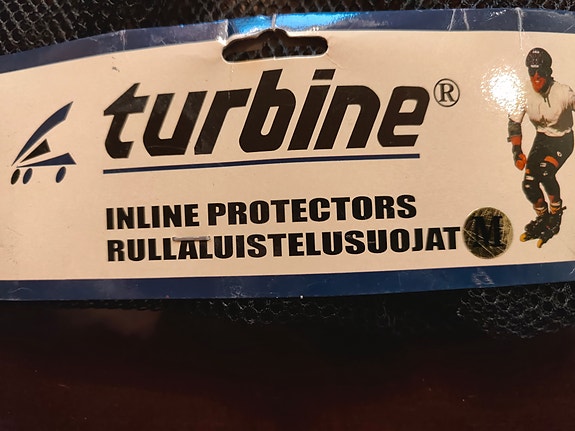 turbine®
INLINE PROTECTORS
RULLALUISTELUSUOJAT M